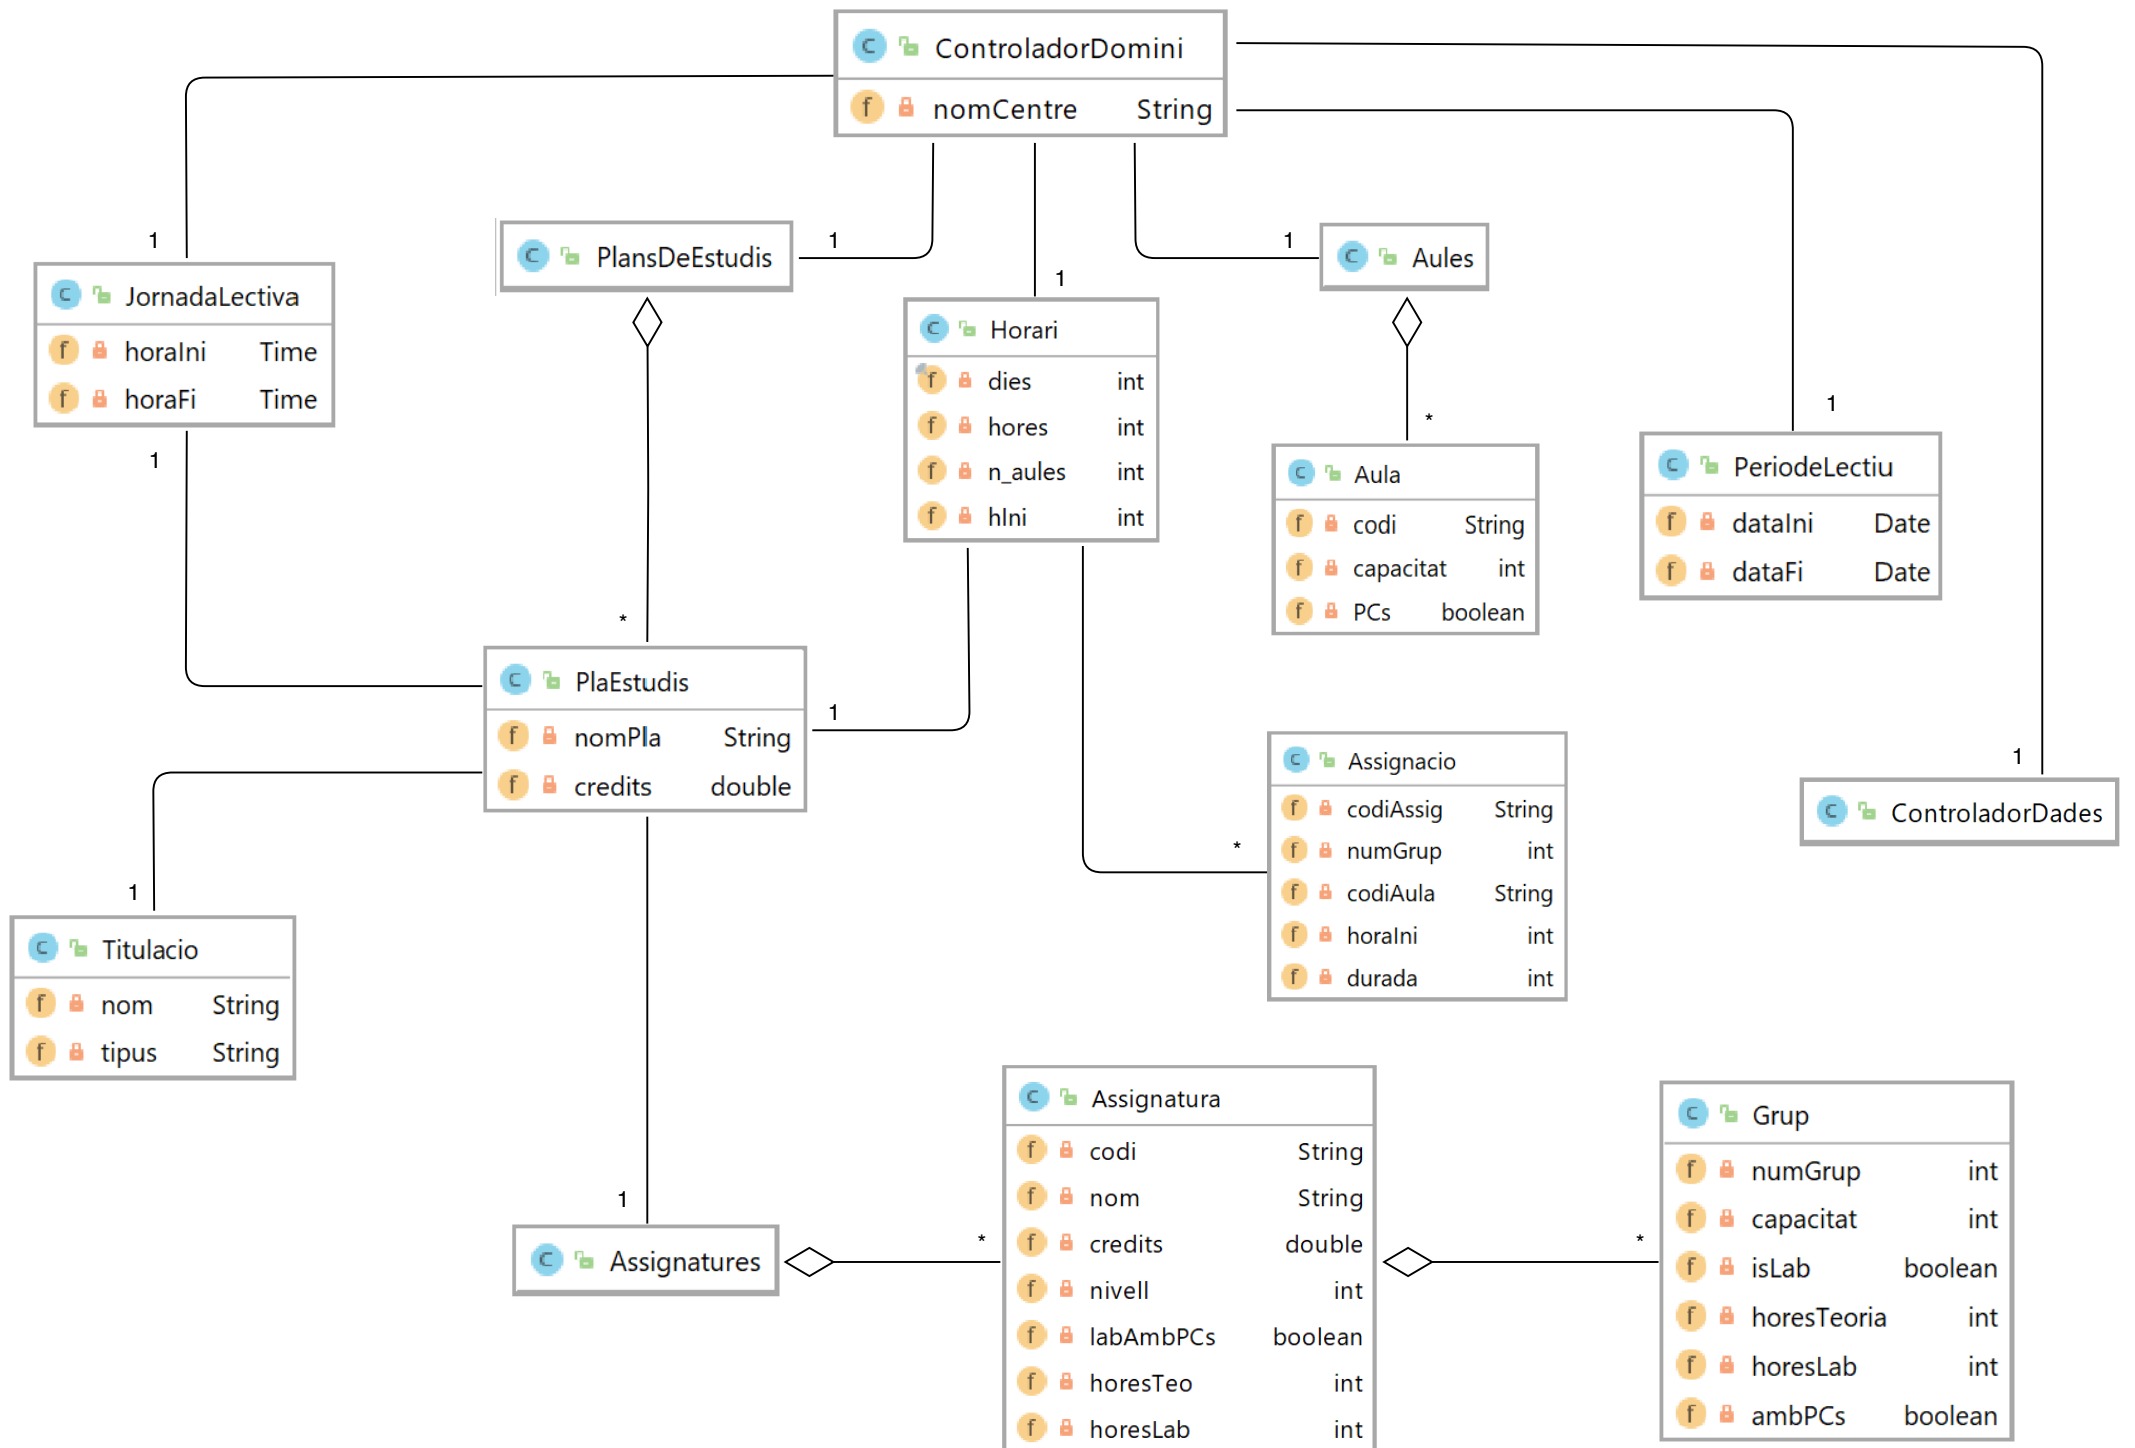 ControladorDomini
nomCentre String
1
1
1
1
PlansDeEstudis
Aules
JornadaLectiva
horaIni Time
horaFi Time
1
Horari
dies int
hores int
n_aules int
hIni int
*
1
Aula
codi String
capacitat int
PCs boolean
PeriodeLectiu
dataIni Date
dataFi Date
*
PlaEstudis
nomPla String
credits double
1
Assignacio
codiAssig String
numGrup int
codiAula String
horaIni int
durada int
*
1
ControladorDades
1
Titulacio
nom String
tipus String
1
Assignatures
*
Assignatura
codi String
nom String
credits double
nivell int
labAmbPCs boolean
horesTeo int
horesLab int
*
Grup
numGrup int
capacitat int
isLab boolean
horesTeoria int
horesLab int
ambPCs boolean